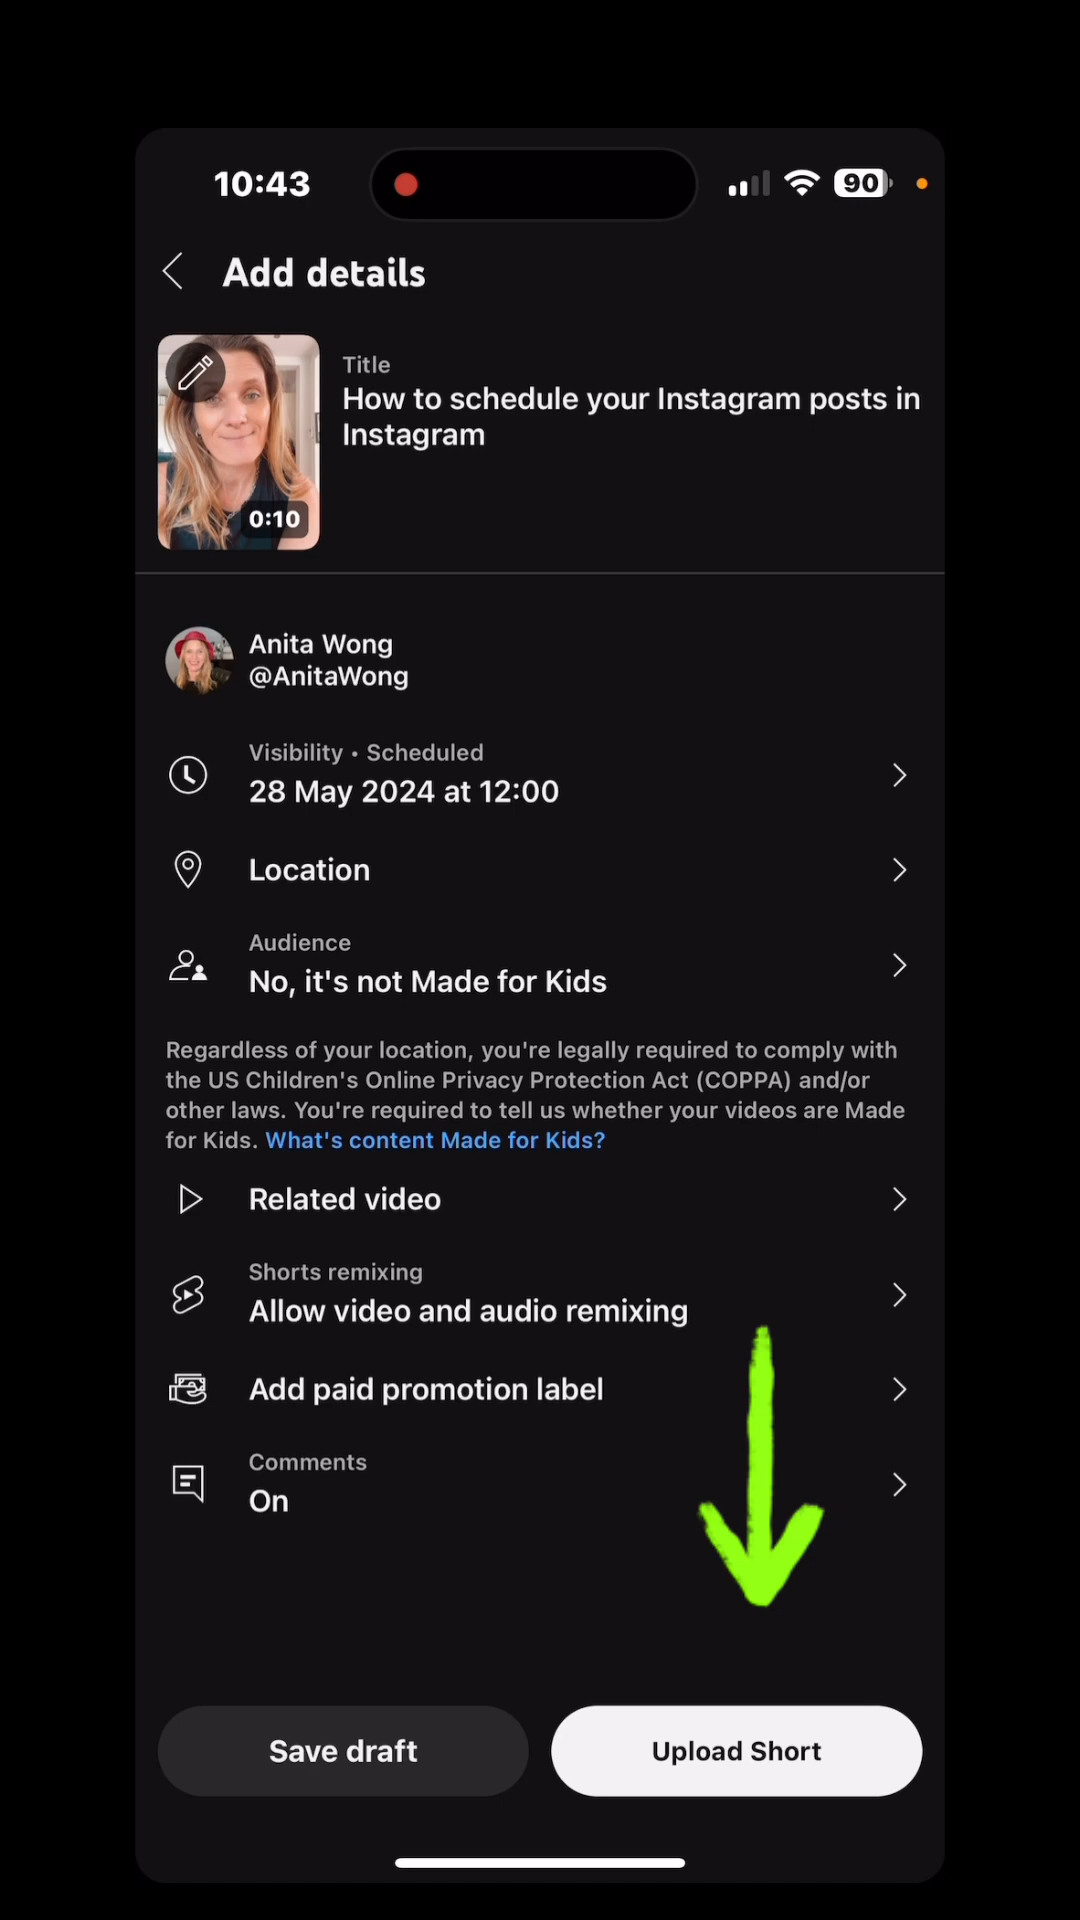 10:43
90
Add details
Title
How to schedule your Instagram posts in
Instagram
0:10
Anita Wong
@AnitaWong
Visibility • Scheduled
28 May 2024 at 12:00
Location
Audience
No, it's not Made for Kids
Regardless of your location, you're legally required to comply with
the US Children's Online Privacy Protection Act (COPPA) and/or
other laws. You're required to tell us whether your videos are Made
for Kids. What's content Made for Kids?
Related video
Shorts remixing
Allow video and audio remixing
Add paid promotion label
Comments
On
Save draft
Upload Short